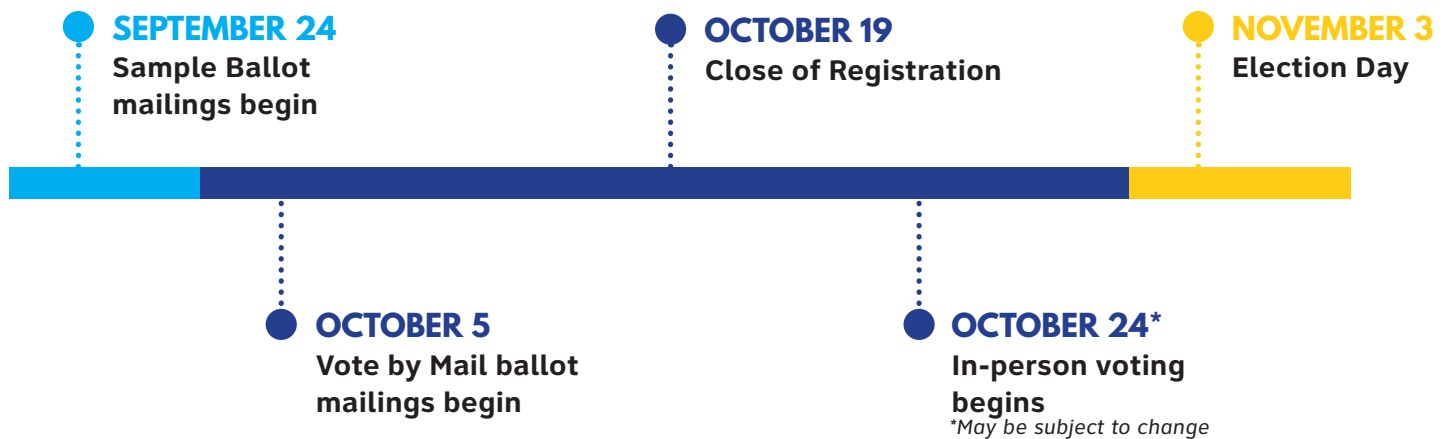 SEPTEMBER 24
Sample Ballot
mailings begin
OCTOBER 19
Close of Registration
NOVEMBER 3
Election Day
OCTOBER 5
Vote by Mail ballot
mailings begin
OCTOBER 24*
In-person voting
begins
*May be subject to change